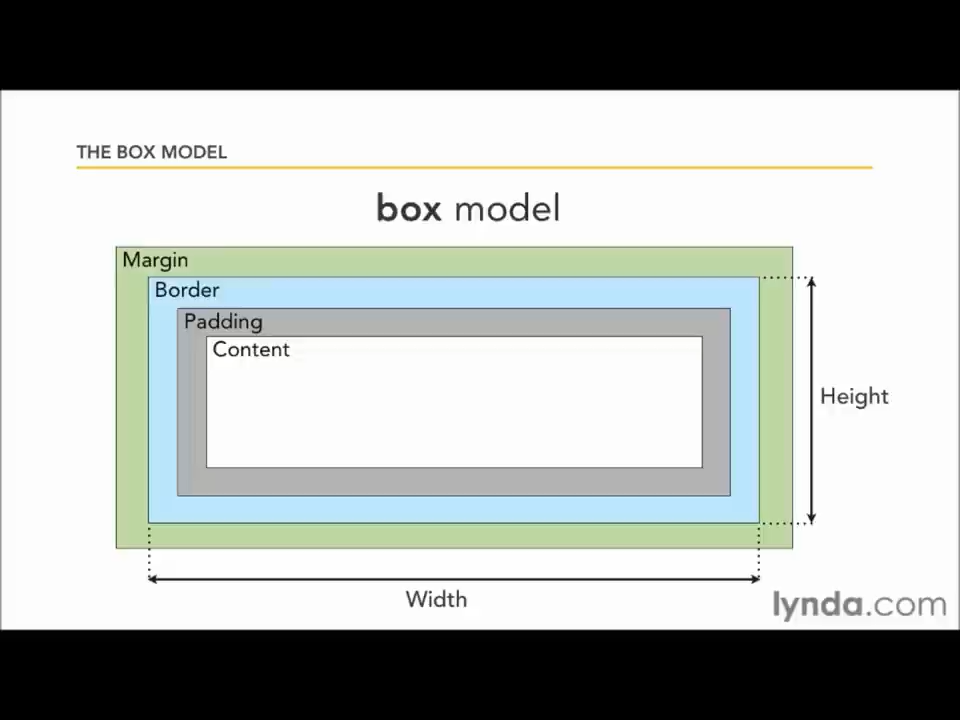 THE BOX MODEL
box model
Margin
Border
Padding
Content
Height
Width
lynda.com